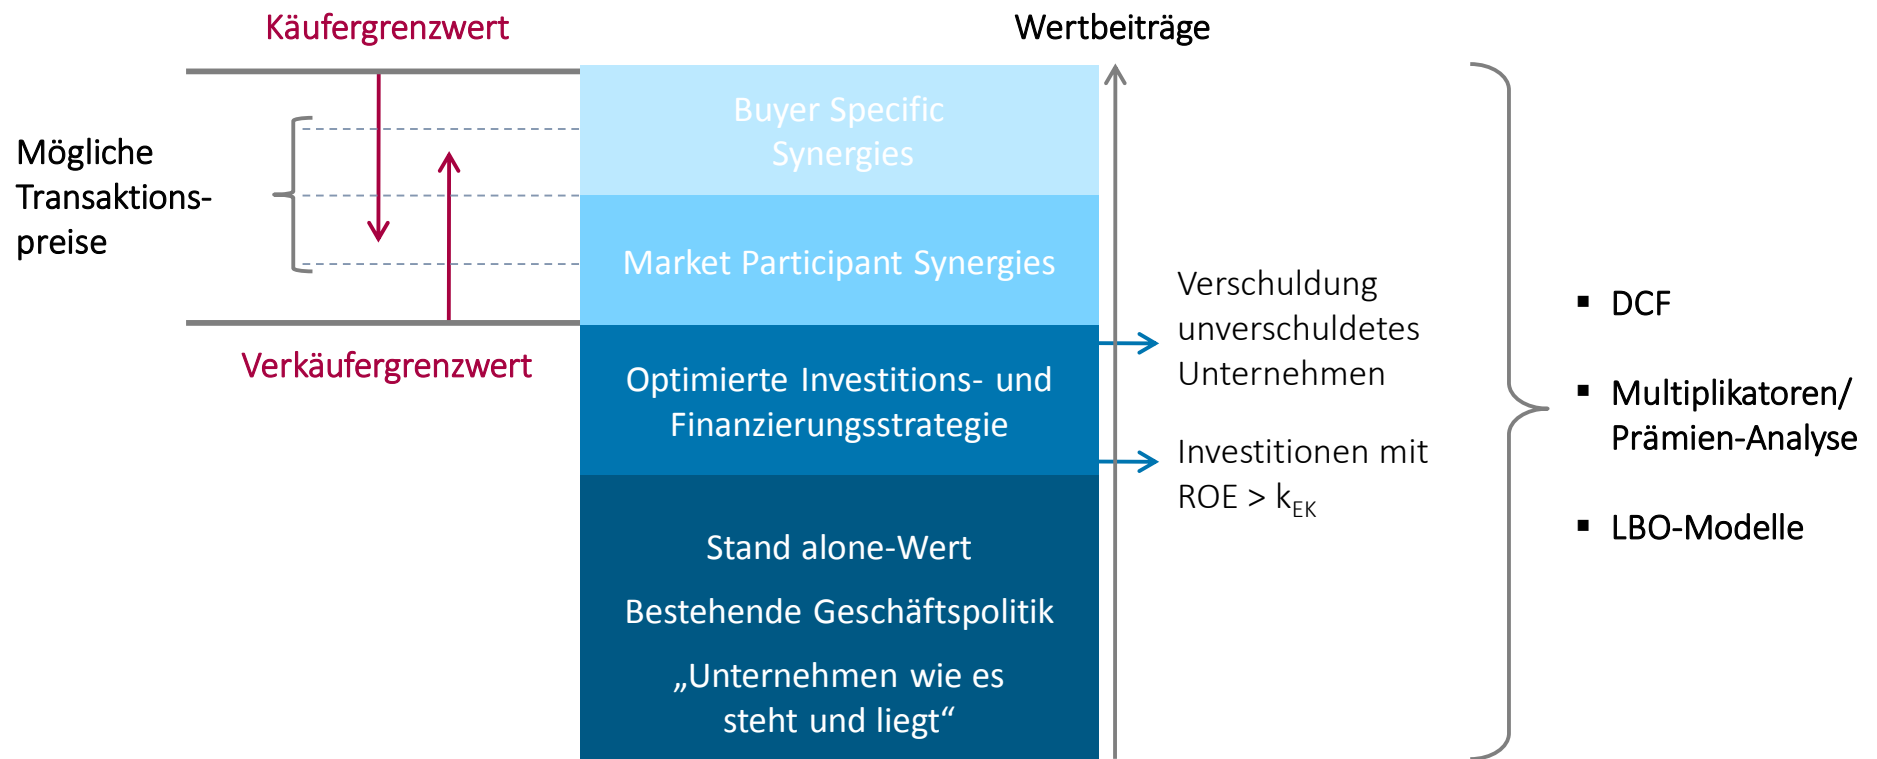 Käufergrenzwert
Wertbeiträge
Mögliche
Transaktions-
preise
Verkäufergrenzwert
Buyer Specific
Synergies
Market Participant Synergies
Optimierte Investitions- und
Finanzierungsstrategie
Stand alone-Wert
Bestehende Geschäftspolitik
„Unternehmen wie es
steht und liegt“
Verschuldung
unverschuldetes
Unternehmen
Investitionen mit
ROE > k_EK
▪ DCF
▪ Multiplikatoren/
Prämien-Analyse
▪ LBO-Modelle